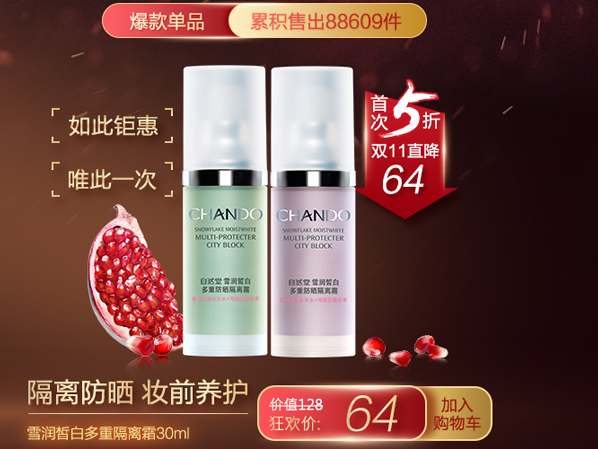 爆款单品
累积售出88609件
如此钜惠
唯此一次
首次5折
双11直降
64
CHANDO
SNOWFLAKE MOISTWHITE
MULTI-PROTECTER
CITY BLOCK
自然堂 雪润皙白
多重防晒隔离霜
CHANDO
SNOWFLAKE MOISTWHITE
MULTI-PROTECTER
CITY BLOCK
自然堂 雪润皙白
多重防晒隔离霜
隔离防晒 妆前养护
雪润皙白多重隔离霜30ml
价值128
狂欢价:
64
加入
购物车